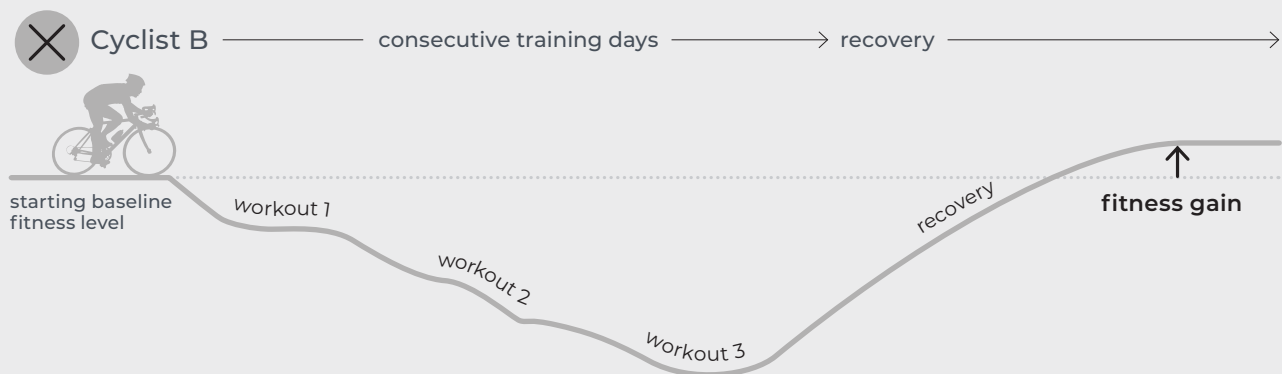 Cyclist B consecutive training days recovery
starting baseline
fitness level
workout 1
workout 2
workout 3
recovery
fitness gain